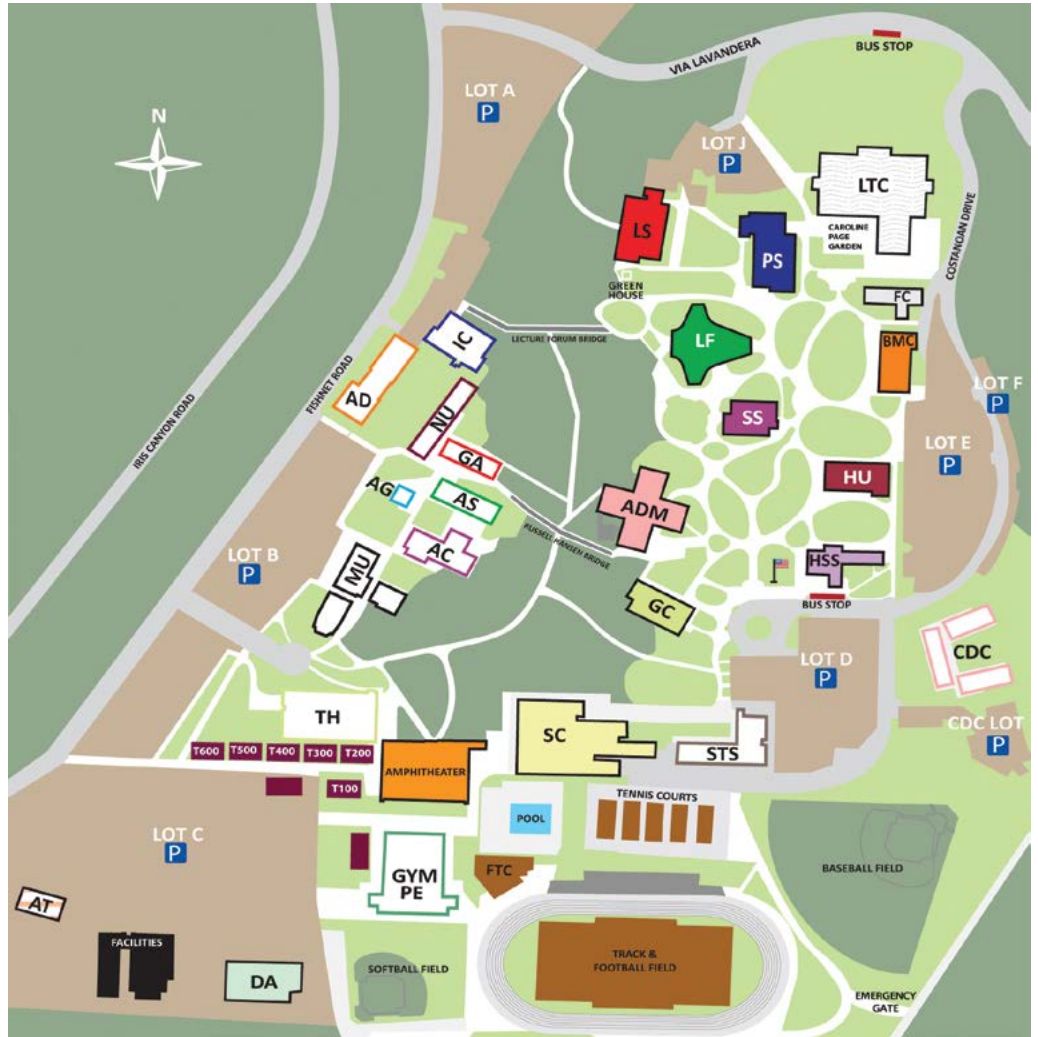 BUS STOP
VIA LAVANDERA
LOT A
P
N
LOT J
P
LTC
LS
CAROLINE
PAGE
GARDEN
COSTANOAN DRIVE
PS
GREEN
HOUSE
FC
IC
LECTURE FORUM BRIDGE
LF
BMC
FISHNET ROAD
IRIS CANYON ROAD
AD
LOT F
P
NU
SS
LOT E
P
GA
HU
AG
AS
ADM
RUSSELL HANSEN BRIDGE
AC
LOT B
P
MU
HSS
BUS STOP
GC
CDC
LOT D
P
TH
SC
STS
CDC LOT
P
T600
T500
T400
T300
T200
AMPHITHEATER
T100
TENNIS COURTS
POOL
LOT C
P
GYM
PE
FTC
BASEBALL FIELD
AT
FACILITIES
DA
SOFTBALL FIELD
TRACK &
FOOTBALL FIELD
EMERGENCY
GATE